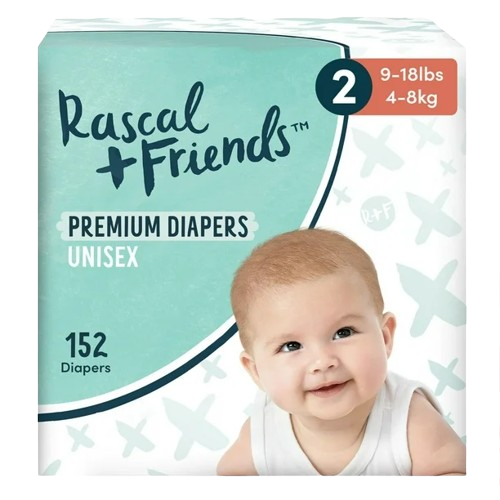 Rascal
+Friends™
PREMIUM DIAPERS
UNISEX
152
Diapers
2
9-18lbs
4-8kg
R+F